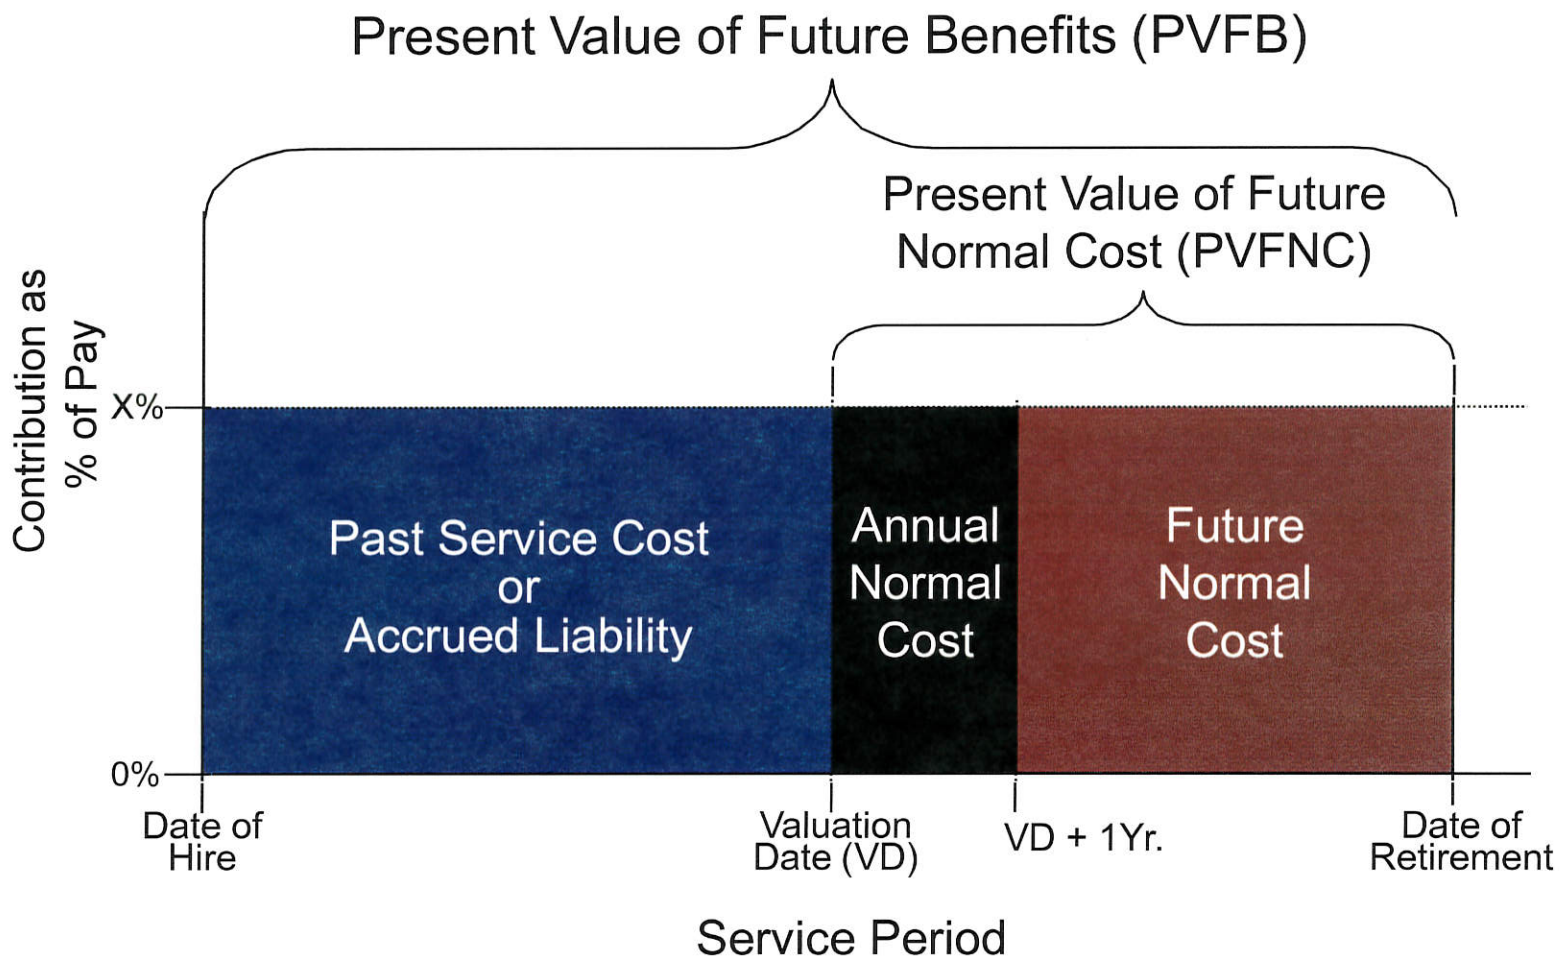 Present Value of Future Benefits (PVFB)
Present Value of Future
Normal Cost (PVFNC)
Contribution as
% of Pay
X%
Past Service Cost
or
Accrued Liability
Annual
Normal
Cost
Future
Normal
Cost
0%
Date of
Hire
Valuation
Date (VD)
VD + 1Yr.
Date of
Retirement
Service Period